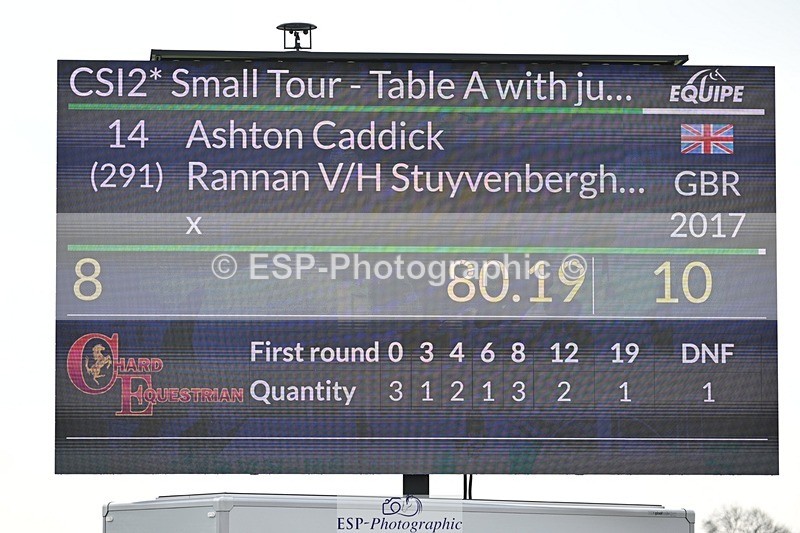 CSI2* Small Tour - Table A with ju...
EQUIPE
14 Ashton Caddick
(291) Rannan V/H Stuyvenbergh... GBR
x 2017
8 80.19 10
© ESP-Photographic ©
CHARD EQUESTRIAN
First round 0 3 4 6 8 12 19 DNF
Quantity 3 1 2 1 3 2 1 1
ESP-Photographic